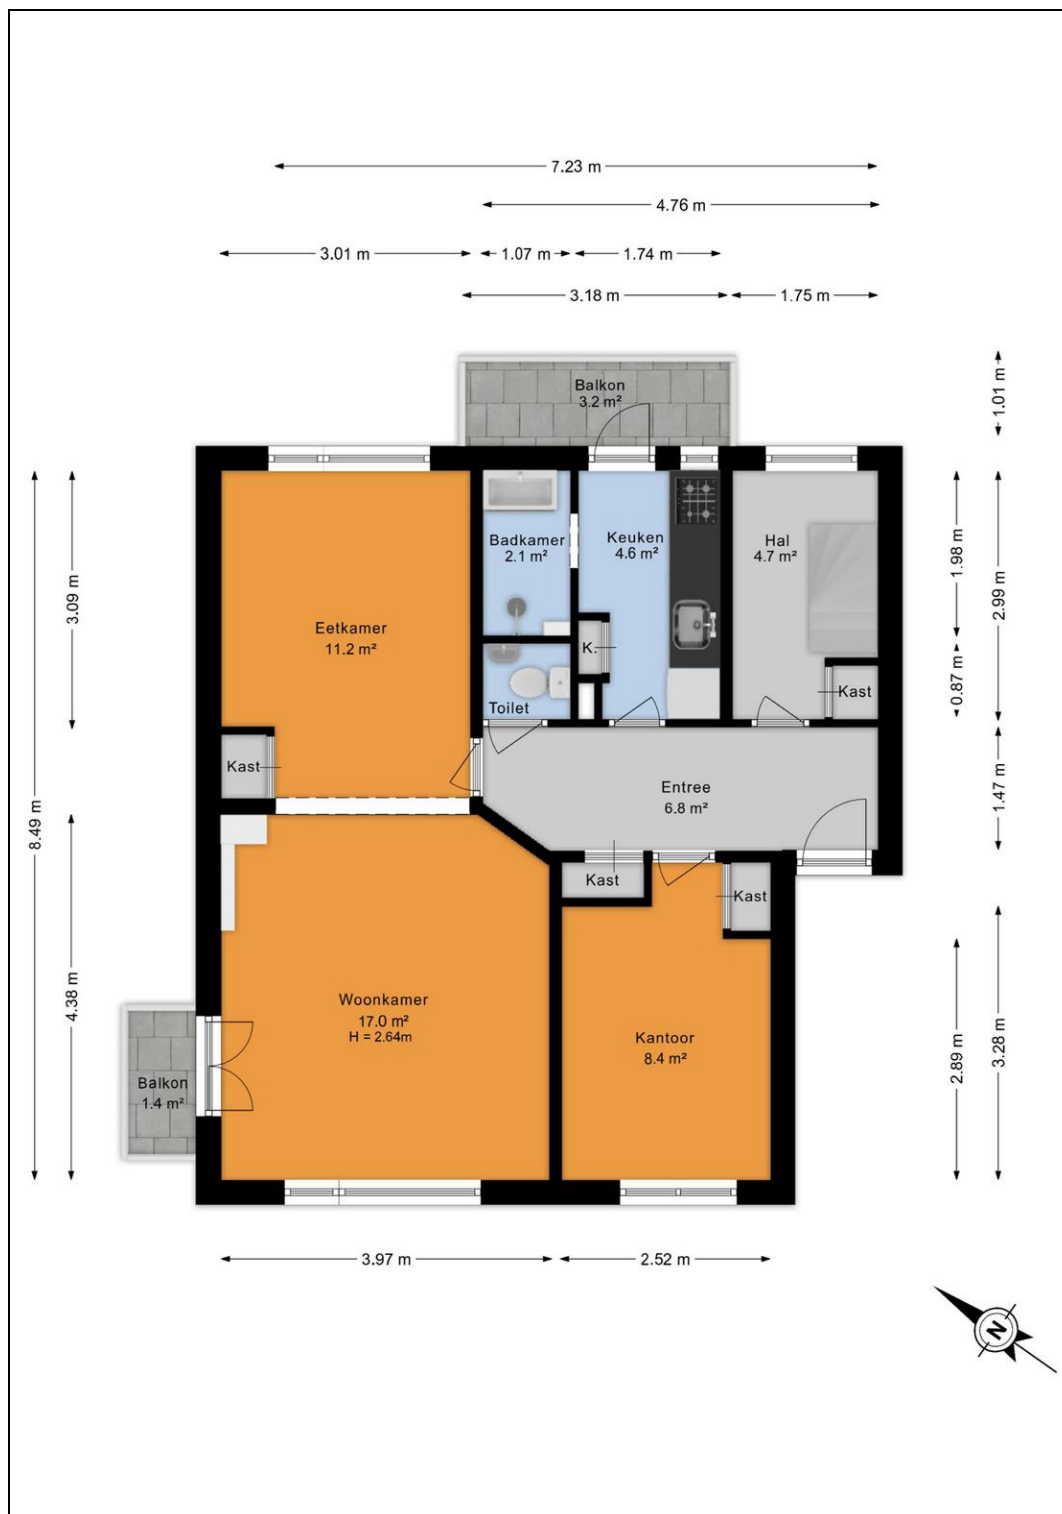 7.23 m
4.76 m
3.01 m
1.07 m
1.74 m
3.18 m
1.75 m
1.01 m
Balkon
3.2 m²
Badkamer
2.1 m²
Keuken
4.6 m²
Hal
4.7 m²
1.98 m
2.99 m
3.09 m
Eetkamer
11.2 m²
K.
0.87 m
Kast
Toilet
Kast
Entree
6.8 m²
1.47 m
8.49 m
Kast
Kast
4.38 m
Woonkamer
17.0 m²
H = 2.64m
Kantoor
8.4 m²
2.89 m
3.28 m
Balkon
1.4 m²
3.97 m
2.52 m
N